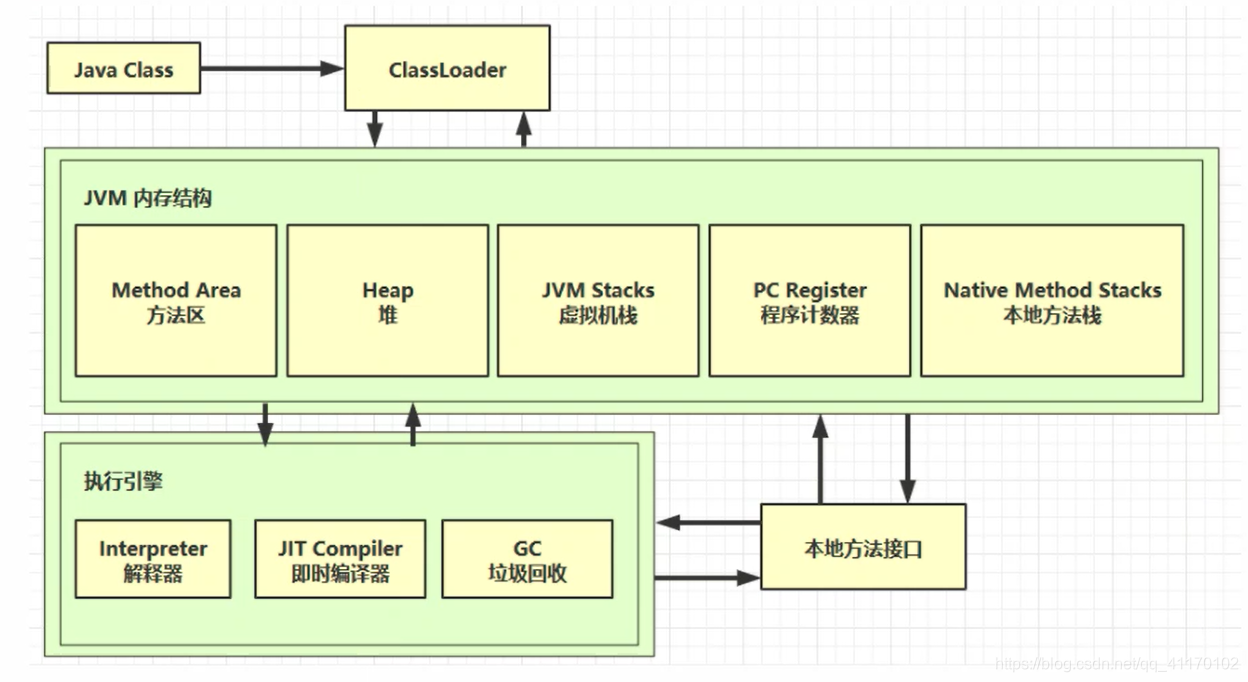 Java Class
ClassLoader
JVM 内存结构
Method Area
方法区
Heap
堆
JVM Stacks
虚拟机栈
PC Register
程序计数器
Native Method Stacks
本地方法栈
执行引擎
Interpreter
解释器
JIT Compiler
即时编译器
GC
垃圾回收
本地方法接口
https://blog.csdn.net/qq_41170102